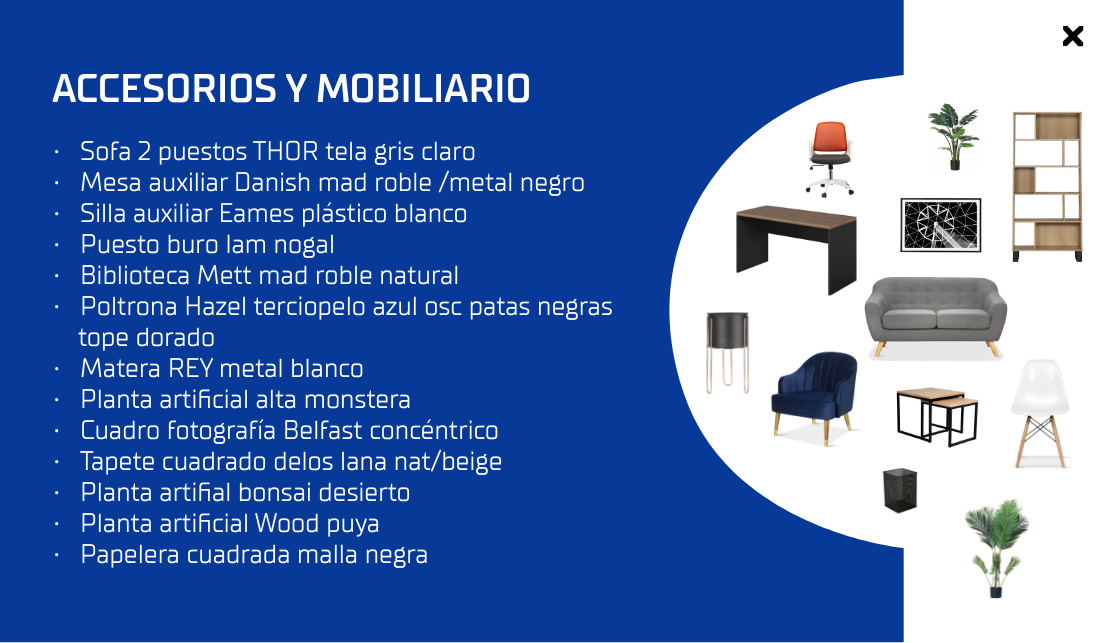 ACCESORIOS Y MOBILIARIO
· Sofa 2 puestos THOR tela gris claro
· Mesa auxiliar Danish mad roble /metal negro
· Silla auxiliar Eames plástico blanco
· Puesto buro lam nogal
· Biblioteca Mett mad roble natural
· Poltrona Hazel terciopelo azul osc patas negras
tope dorado
· Matera REY metal blanco
· Planta artificial alta monstera
· Cuadro fotografía Belfast concéntrico
· Tapete cuadrado delos lana nat/beige
· Planta artifial bonsai desierto
· Planta artificial Wood puya
· Papelera cuadrada malla negra